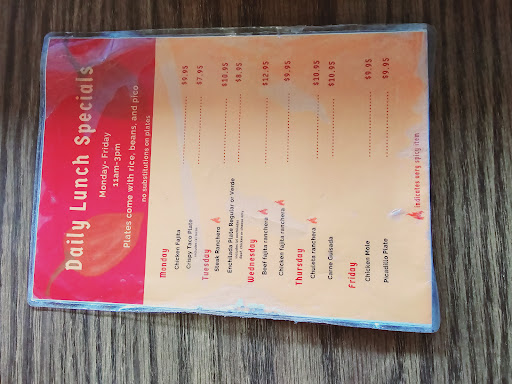 Daily Lunch Specials
Monday- Friday
11am-3pm
Plates come with rice, beans, and pico
no substitutions on plates
Monday
Chicken Fajita $9.95
Crispy Taco Plate $7.95
Tuesday
Steak Ranchero $10.95
Enchilada Plate Regular or Verde $8.95
Wednesday
Beef fajita ranchera $12.95
Chicken fajita ranchera $9.95
Thursday
Chuleta ranchera $10.95
Carne Guisada $10.95
Friday
Chicken Mole $9.95
Picadillo Plate $9.95
indicates very spicy item